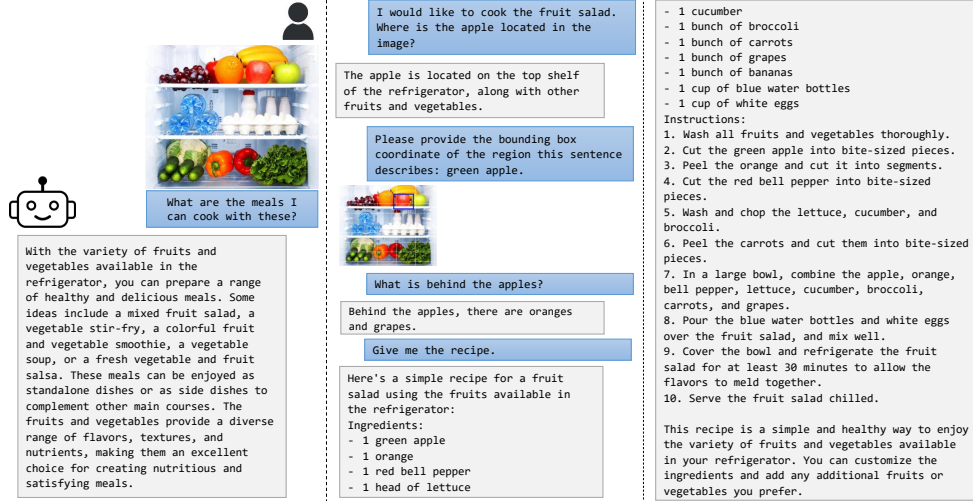 What are the meals I
can cook with these?
With the variety of fruits and
vegetables available in the
refrigerator, you can prepare a range
of healthy and delicious meals. Some
ideas include a mixed fruit salad, a
vegetable stir-fry, a colorful fruit
and vegetable smoothie, a vegetable
soup, or a fresh vegetable and fruit
salsa. These meals can be enjoyed as
standalone dishes or as side dishes to
complement other main courses. The
fruits and vegetables provide a diverse
range of flavors, textures, and
nutrients, making them an excellent
choice for creating nutritious and
satisfying meals.
I would like to cook the fruit salad.
Where is the apple located in the
image?
The apple is located on the top shelf
of the refrigerator, along with other
fruits and vegetables.
Please provide the bounding box
coordinate of the region this sentence
describes: green apple.
What is behind the apples?
Behind the apples, there are oranges
and grapes.
Give me the recipe.
Here's a simple recipe for a fruit
salad using the fruits available in
the refrigerator:
Ingredients:
- 1 green apple
- 1 orange
- 1 red bell pepper
- 1 head of lettuce
- 1 cucumber
- 1 bunch of broccoli
- 1 bunch of carrots
- 1 bunch of grapes
- 1 bunch of bananas
- 1 cup of blue water bottles
- 1 cup of white eggs
Instructions:
1. Wash all fruits and vegetables thoroughly.
2. Cut the green apple into bite-sized pieces.
3. Peel the orange and cut it into segments.
4. Cut the red bell pepper into bite-sized
pieces.
5. Wash and chop the lettuce, cucumber, and
broccoli.
6. Peel the carrots and cut them into bite-sized
pieces.
7. In a large bowl, combine the apple, orange,
bell pepper, lettuce, cucumber, broccoli,
carrots, and grapes.
8. Pour the blue water bottles and white eggs
over the fruit salad, and mix well.
9. Cover the bowl and refrigerate the fruit
salad for at least 30 minutes to allow the
flavors to meld together.
10. Serve the fruit salad chilled.
This recipe is a simple and healthy way to enjoy
the variety of fruits and vegetables available
in your refrigerator. You can customize the
ingredients and add any additional fruits or
vegetables you prefer.